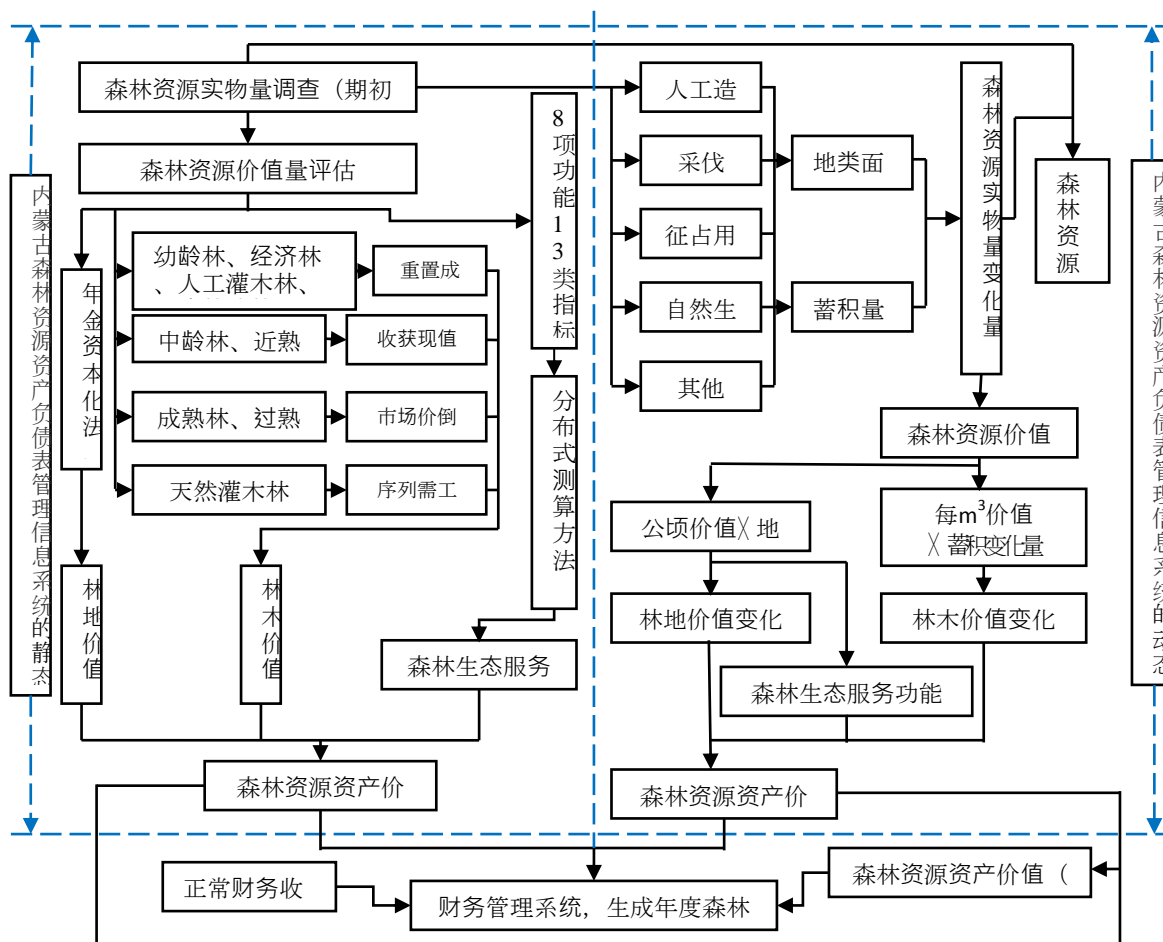 内蒙古森林资源资产负债表管理信息系统的静态
森林资源实物量调查（期初
森林资源价值量评估
年金资本化法
幼龄林、经济林
、人工灌木林、
重置成
中龄林、近熟
收获现值
成熟林、过熟
市场价倒
天然灌木林
序列需工
林地价值
林木价值
8项功能13类指标
分布式测算方法
森林生态服务
森林资源资产价
人工造
采伐
征占用
自然生
其他
地类面
蓄积量
森林资源实物量变化量
森林资源
森林资源价值
公顷价值╳地
每m³价值
╳蓄积变化量
林地价值变化
林木价值变化
森林生态服务功能
森林资源资产价
内蒙古森林资源资产负债表管理信息系统的动态
正常财务收
财务管理系统，生成年度森林
森林资源资产价值（